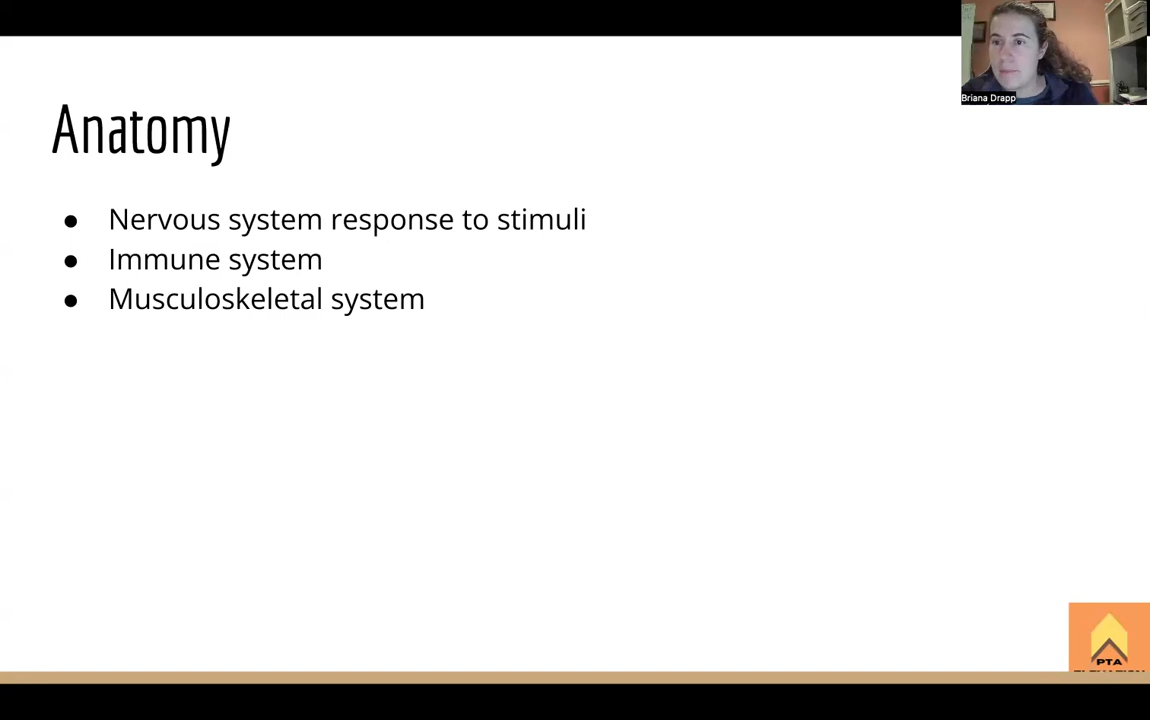 Briana Drapp
Anatomy
● Nervous system response to stimuli
● Immune system
● Musculoskeletal system
PTA